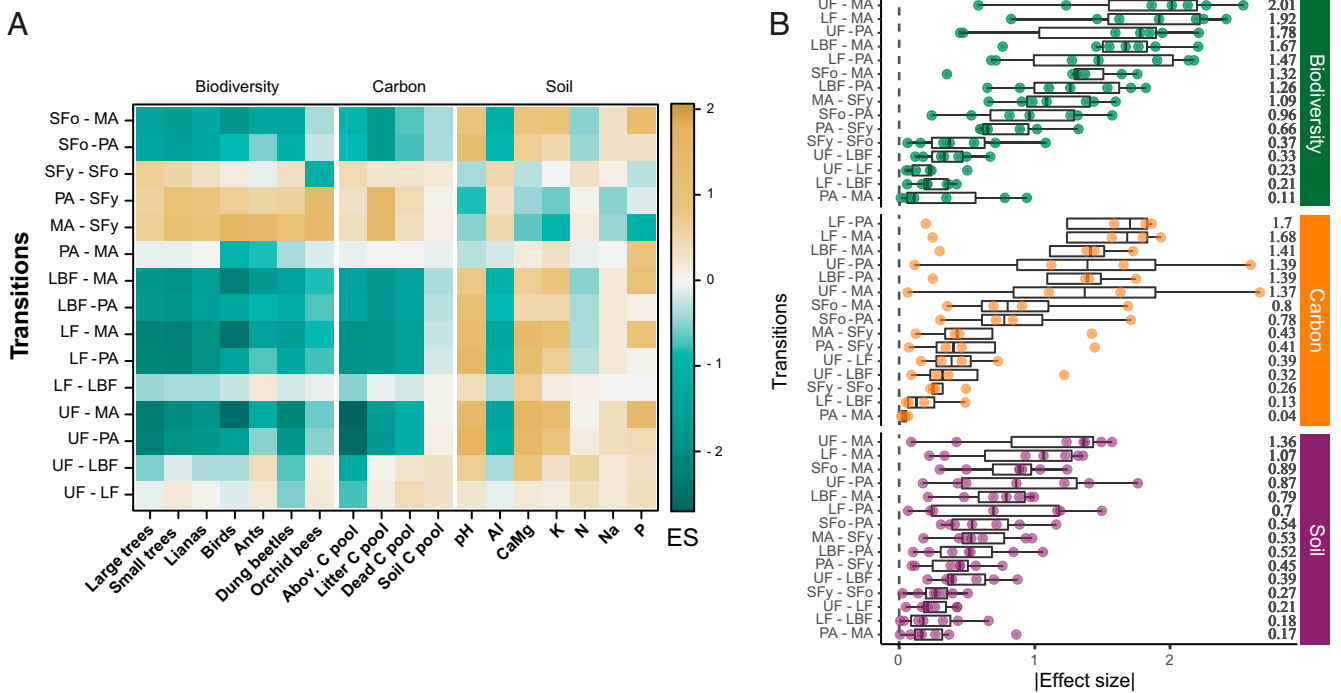 A
Biodiversity Carbon Soil
Transitions
SFo - MA
SFo -PA
SFy - SFo
PA - SFy
MA - SFy
PA - MA
LBF - MA
LBF -PA
LF - MA
LF -PA
LF - LBF
UF - MA
UF -PA
UF - LBF
UF - LF
Large trees
Small trees
Lianas
Birds
Ants
Dung beetles
Orchid bees
Abov. C pool
Litter C pool
Dead C pool
Soil C pool
pH
Al
CaMg
K
N
Na
P
2
1
0
- 1
- 2
ES
B
Transitions
UF - MA 2.01
LF - MA 1.92
UF -PA 1.78
LBF - MA 1.67
LF -PA 1.47
SFo - MA 1.32
LBF -PA 1.26
MA - SFy 1.09
SFo -PA 0.96
PA - SFy 0.66
SFy - SFo 0.37
UF - LBF 0.33
UF - LF 0.23
LF - LBF 0.21
PA - MA 0.11
Biodiversity
LF - PA 1.7
LF - MA 1.68
LBF - MA 1.41
UF -PA 1.39
LBF -PA 1.39
UF - MA 1.37
SFo - MA 0.8
SFo -PA 0.78
MA - SFy 0.43
PA - SFy 0.41
UF - LF 0.39
UF - LBF 0.32
SFy - SFo 0.26
LF - LBF 0.13
PA - MA 0.04
Carbon
UF - MA 1.36
LF - MA 1.07
SFo - MA 0.89
UF -PA 0.87
LBF - MA 0.79
LF -PA 0.7
SFo -PA 0.54
MA - SFy 0.53
LBF -PA 0.52
PA - SFy 0.45
UF - LBF 0.39
SFy - SFo 0.27
UF - LF 0.21
LF - LBF 0.18
PA - MA 0.17
Soil
0 1 2
|Effect size|